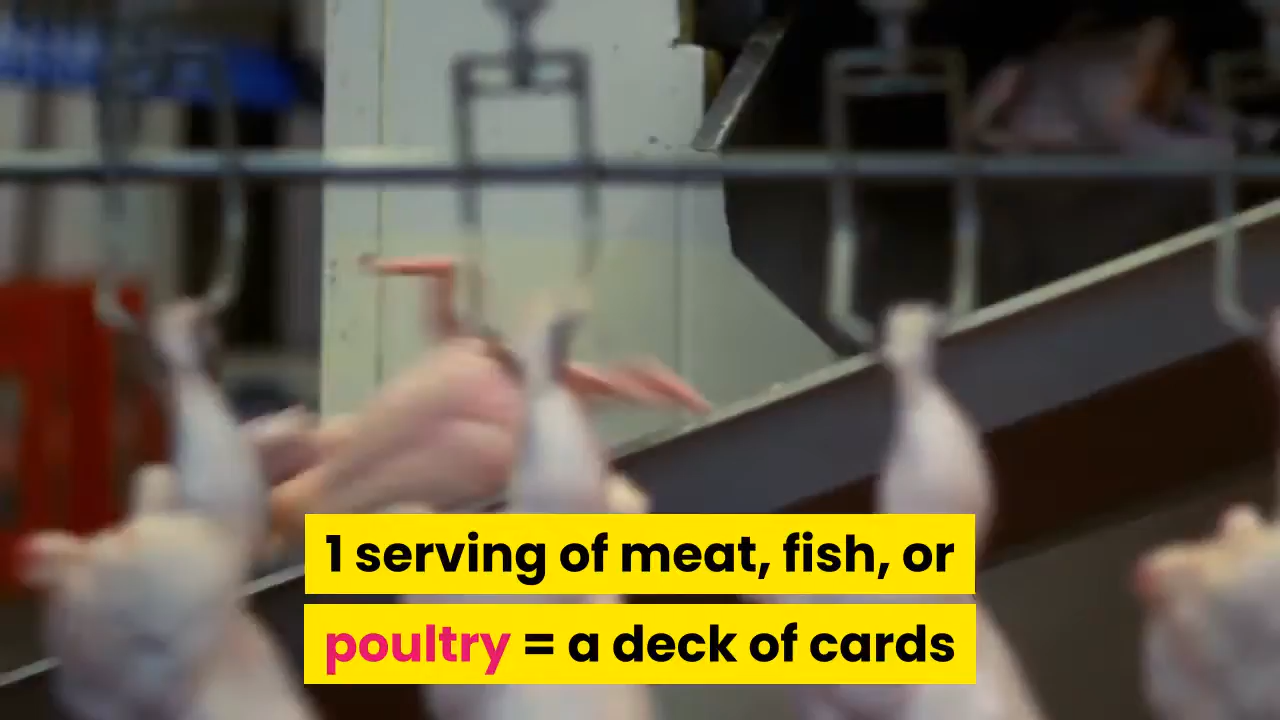 1 serving of meat, fish, or
poultry = a deck of cards